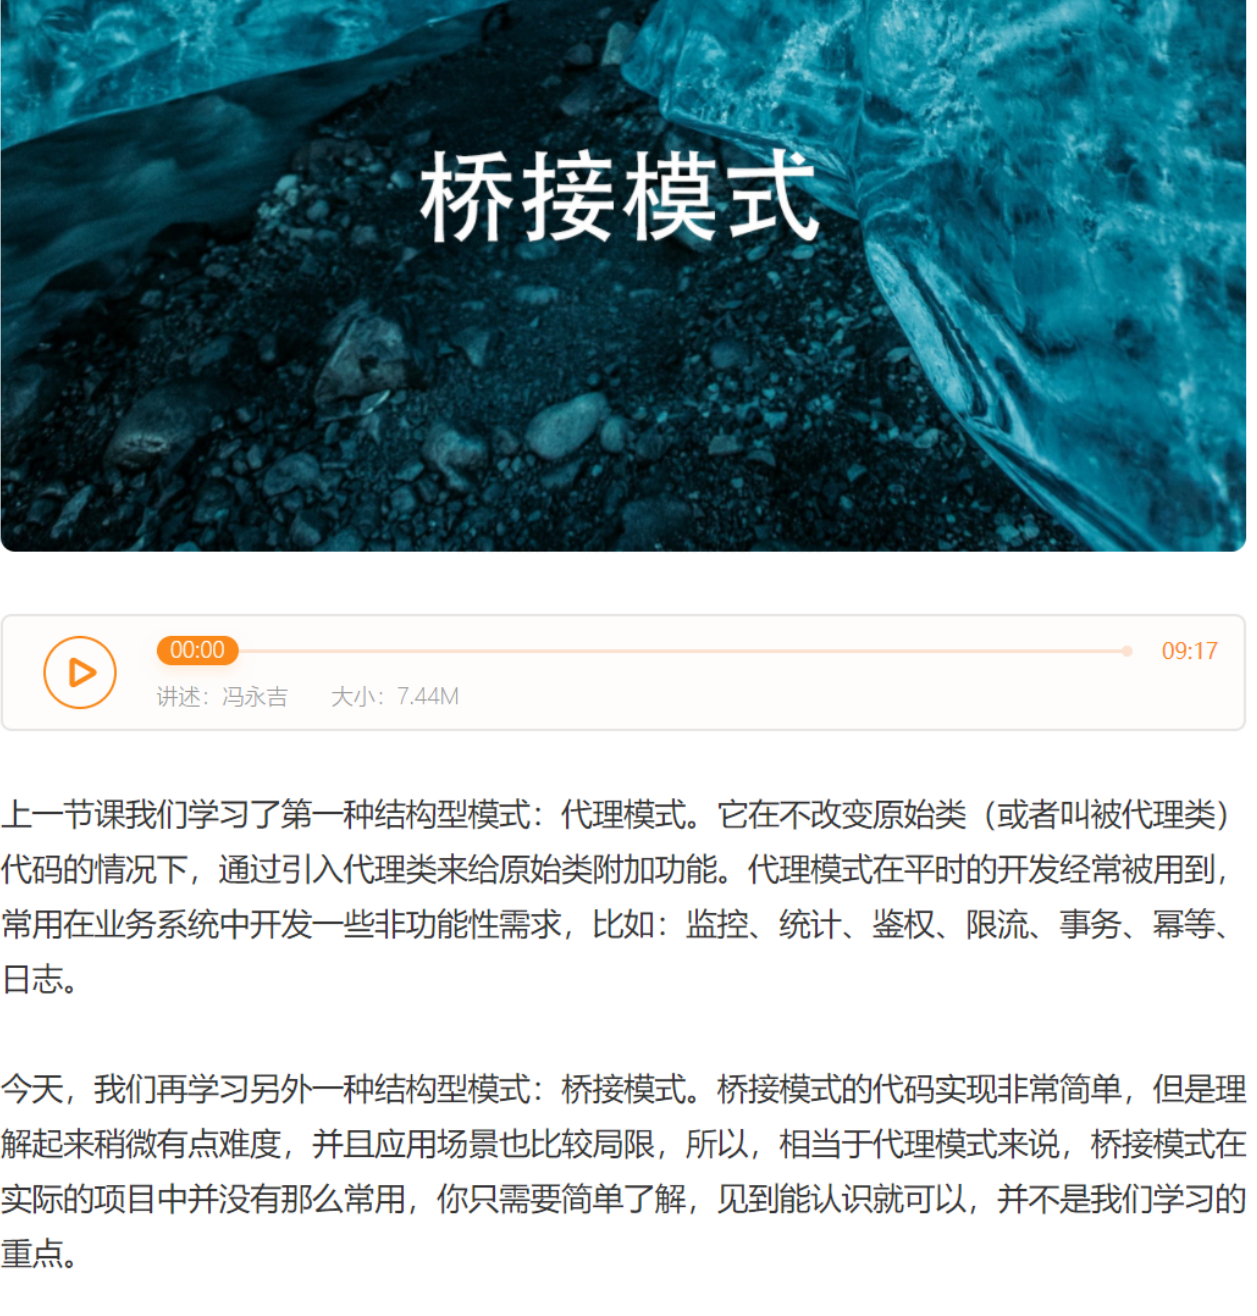 桥接模式
00:00
09:17
讲述：冯永吉 大小：7.44M
上一节课我们学习了第一种结构型模式：代理模式。它在不改变原始类（或者叫被代理类）
代码的情况下，通过引入代理类来给原始类附加功能。代理模式在平时的开发经常被用到，
常用在业务系统中开发一些非功能性需求，比如：监控、统计、鉴权、限流、事务、幂等、
日志。
今天，我们再学习另外一种结构型模式：桥接模式。桥接模式的代码实现非常简单，但是理
解起来稍微有点难度，并且应用场景也比较局限，所以，相当于代理模式来说，桥接模式在
实际的项目中并没有那么常用，你只需要简单了解，见到能认识就可以，并不是我们学习的
重点。